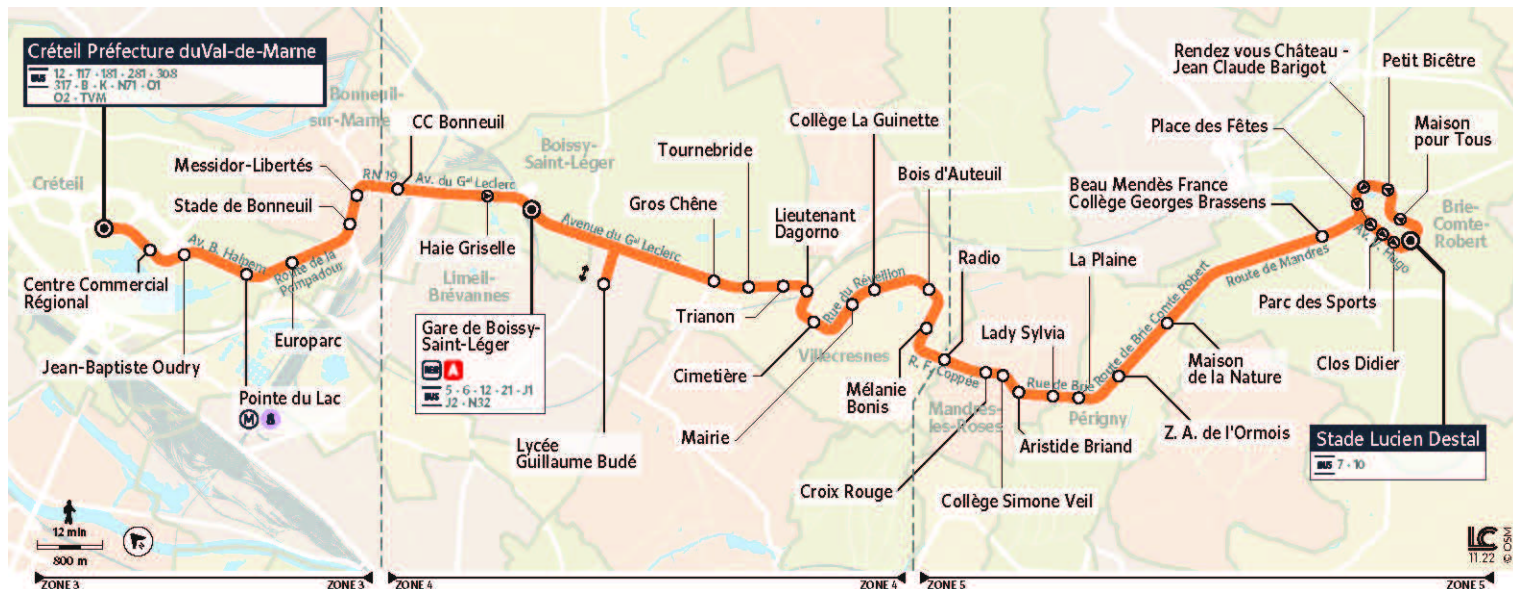 Créteil Préfecture duVal-de-Marne
BUS
12 - 117 - 181 - 281 - 308
317 - B - K - N71 - O1
O2 - TVM
Créteil
Centre Commercial
Régional
Jean-Baptiste Oudry
Av. B. Halpern
Pointe du Lac
M 8
Europarc
Route de la
Pompadour
Stade de Bonneuil
Messidor-Libertés
Bonneuil-
sur-Marne
RN 19
CC Bonneuil
Av. du Gal Leclerc
Haie Griselle
Boissy-
Saint-Léger
Limeil-
Brévannes
Gare de Boissy-
Saint-Léger
RER A
BUS
5 - 6 - 12 - 21 - J1
J2 - N32
Avenue du Gal Leclerc
Lycée
Guillaume Budé
Gros Chêne
Tournebride
Trianon
Lieutenant
Dagorno
Cimetière
Mairie
Rue du Réveillon
Villecresnes
Collège La Guinette
Bois d'Auteuil
Mélanie
Bonis
Radio
R. F. Coppée
Croix Rouge
Mandres-
les-Roses
Collège Simone Veil
Aristide Briand
Lady Sylvia
Rue de Brie
La Plaine
Périgny
Z. A. de l'Ormois
Route de Brie Comte Robert
Maison
de la Nature
Route de Mandres
Beau Mendès France
Collège Georges Brassens
Place des Fêtes
Rendez vous Château -
Jean Claude Barigot
Petit Bicêtre
Maison
pour Tous
Brie-
Comte-
Robert
Parc des Sports
Clos Didier
Stade Lucien Destal
BUS 7 - 10
12 min
800 m
LC
11.22
© OSM
ZONE 3
ZONE 3
ZONE 4
ZONE 4
ZONE 5
ZONE 5